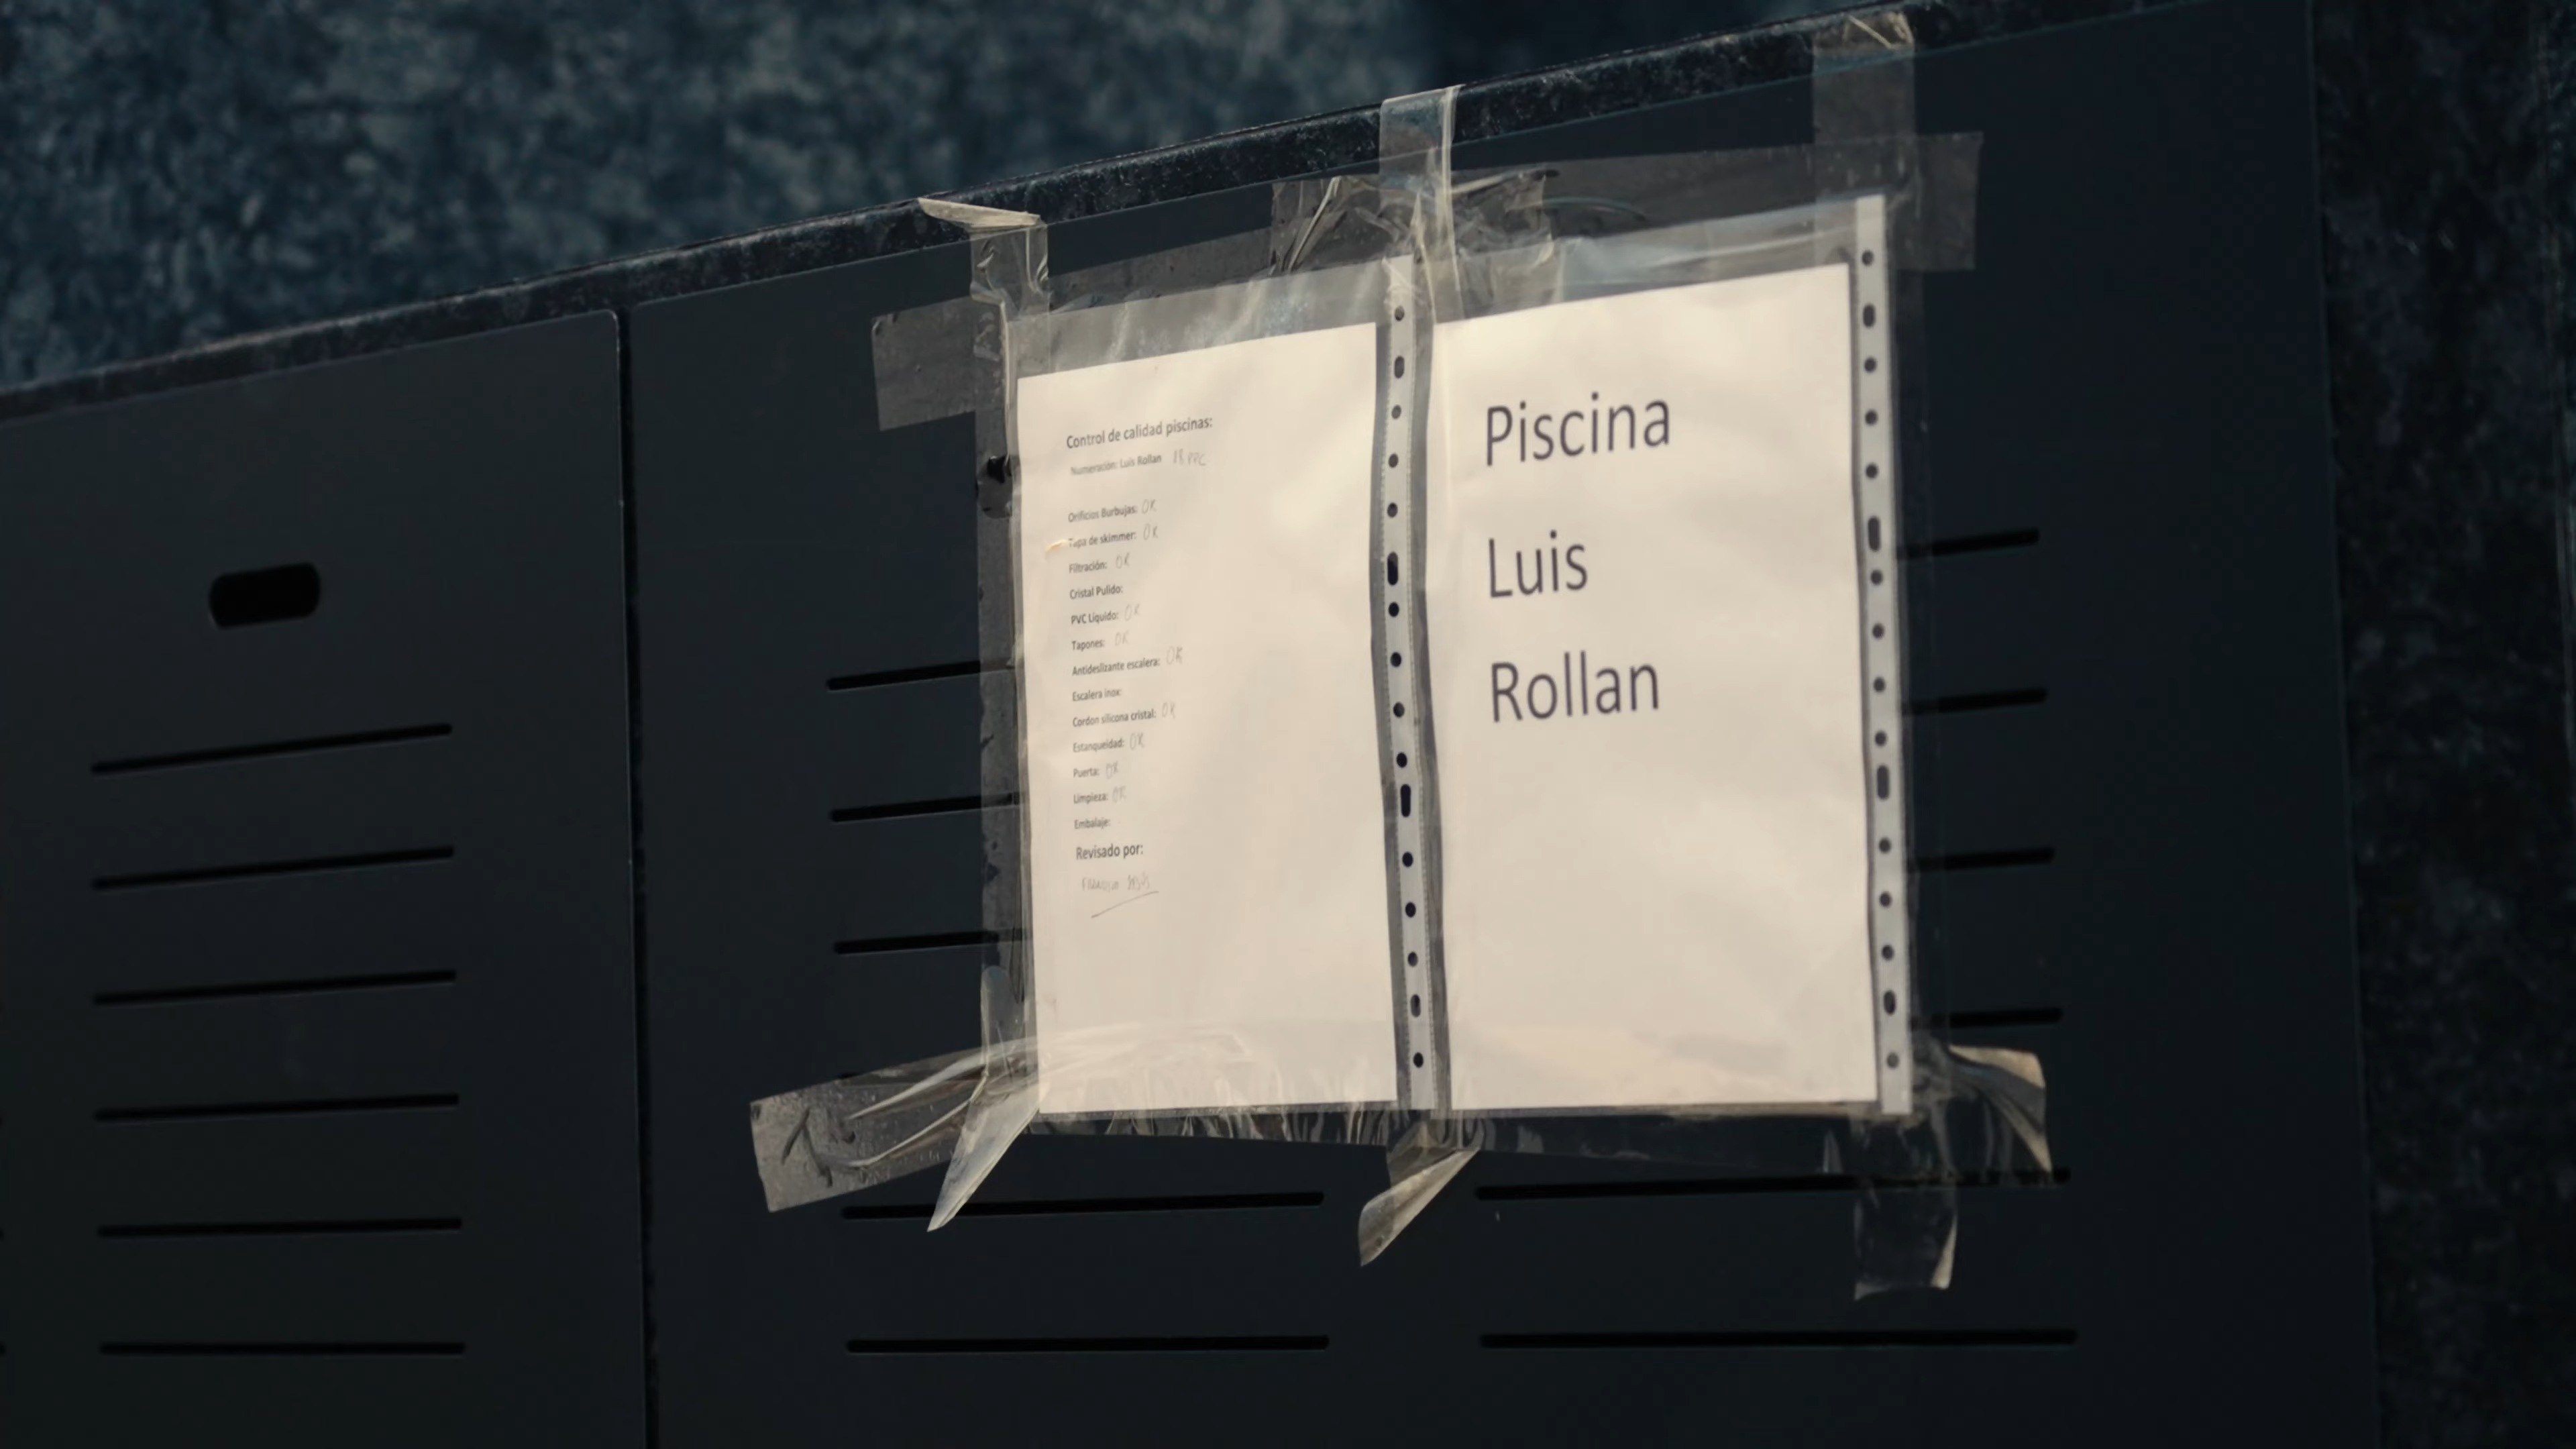 Control de calidad piscinas:
Numeración: Luis Rollan
Orificios Burbujas: OK
Tapa de skimmer: OK
Filtración: OK
Cristal Pulido:
PVC Líquido: OK
Tapones: OK
Antideslizante escalera: OK
Escalera inox:
Cordon silicona cristal: OK
Estanqueidad: OK
Puerta: OK
Limpieza: OK
Embalaje:
Revisado por:
Piscina
Luis
Rollan